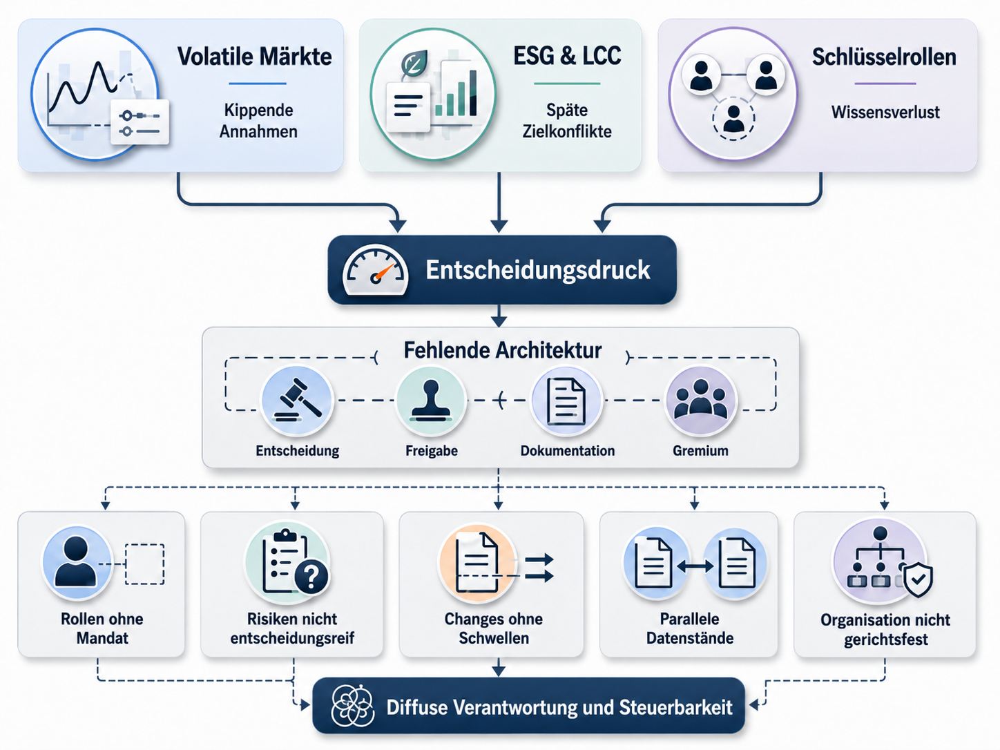 Volatile Märkte
Kippende
Annahmen
ESG & LCC
Späte
Zielkonflikte
Schlüsselrollen
Wissensverlust
Entscheidungsdruck
Fehlende Architektur
Entscheidung
Freigabe
Dokumentation
Gremium
Rollen ohne
Mandat
?
Risiken nicht
entscheidungsreif
Changes ohne
Schwellen
Parallele
Datenstände
Organisation nicht
gerichtsfest
Diffuse Verantwortung und Steuerbarkeit